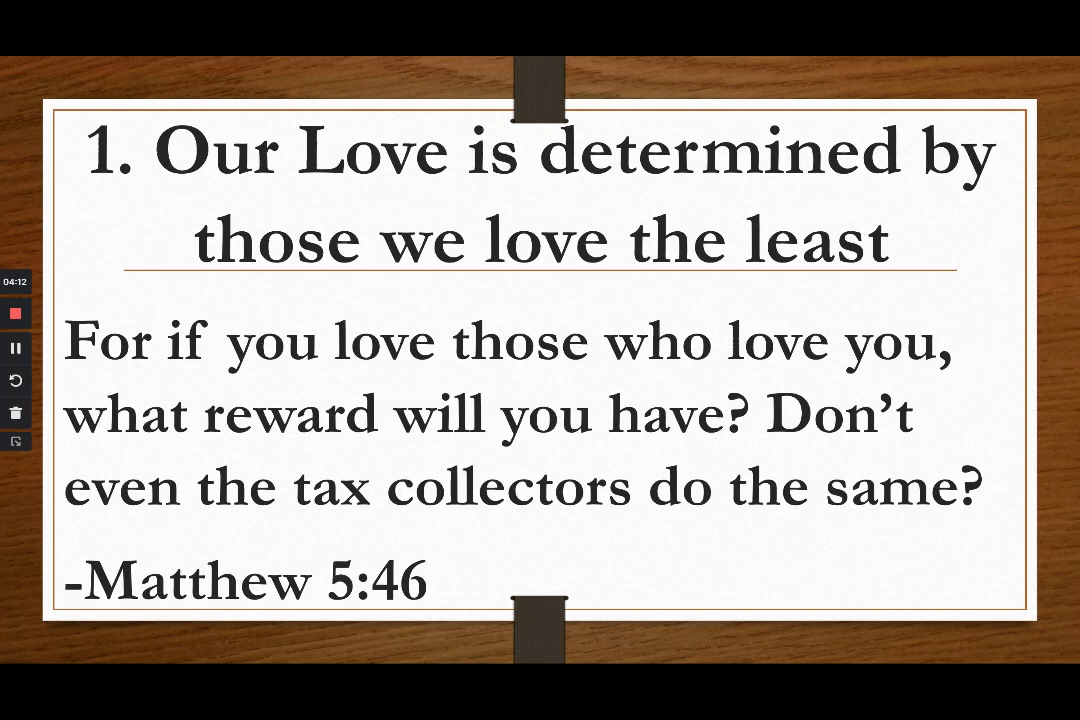 1. Our Love is determined by
those we love the least
For if you love those who love you,
what reward will you have? Don’t
even the tax collectors do the same?
-Matthew 5:46
04:12